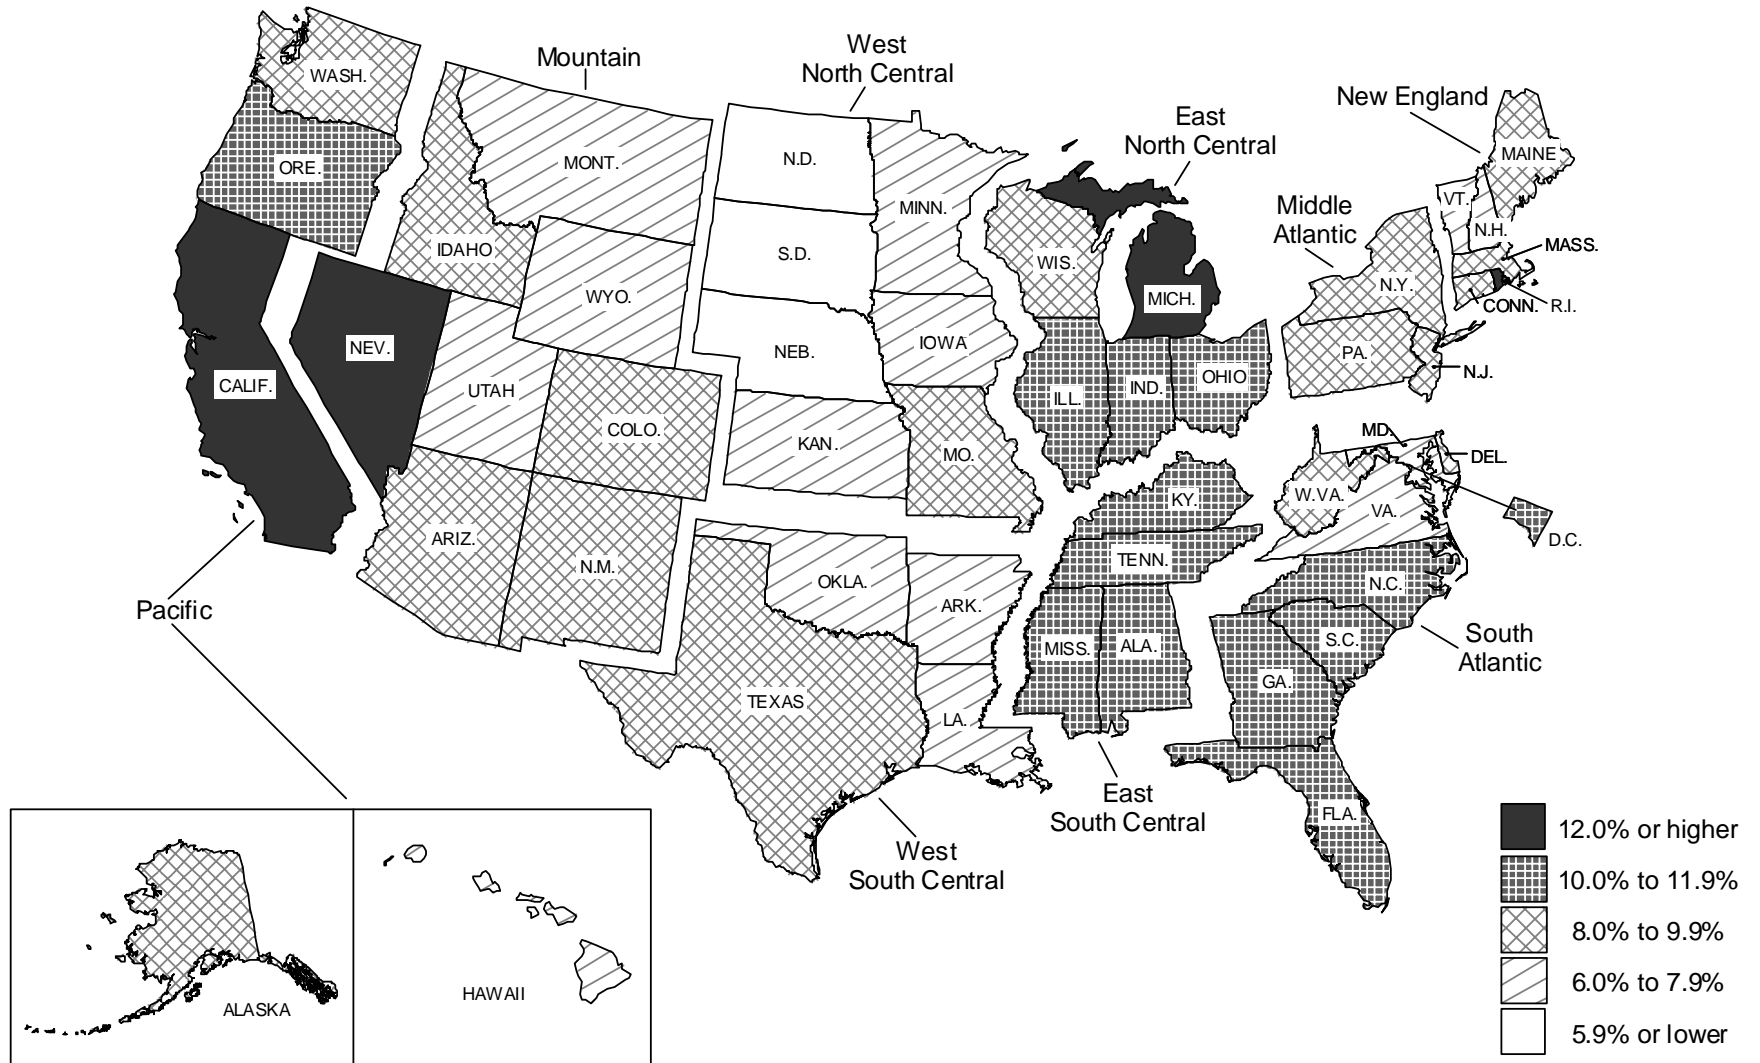 Mountain
West
North Central
East
North Central
New England
Middle
Atlantic
South
Atlantic
East
South Central
West
South Central
Pacific
WASH.
ORE.
CALIF.
NEV.
IDAHO
MONT.
WYO.
UTAH
COLO.
ARIZ.
N.M.
N.D.
S.D.
NEB.
KAN.
MINN.
IOWA
MO.
WIS.
MICH.
ILL.
IND.
OHIO
OKLA.
ARK.
TEXAS
LA.
KY.
TENN.
MISS.
ALA.
MAINE
VT.
N.H.
MASS.
CONN.
R.I.
N.Y.
PA.
N.J.
MD.
DEL.
W.VA.
VA.
D.C.
N.C.
S.C.
GA.
FLA.
ALASKA
HAWAII
12.0% or higher
10.0% to 11.9%
8.0% to 9.9%
6.0% to 7.9%
5.9% or lower